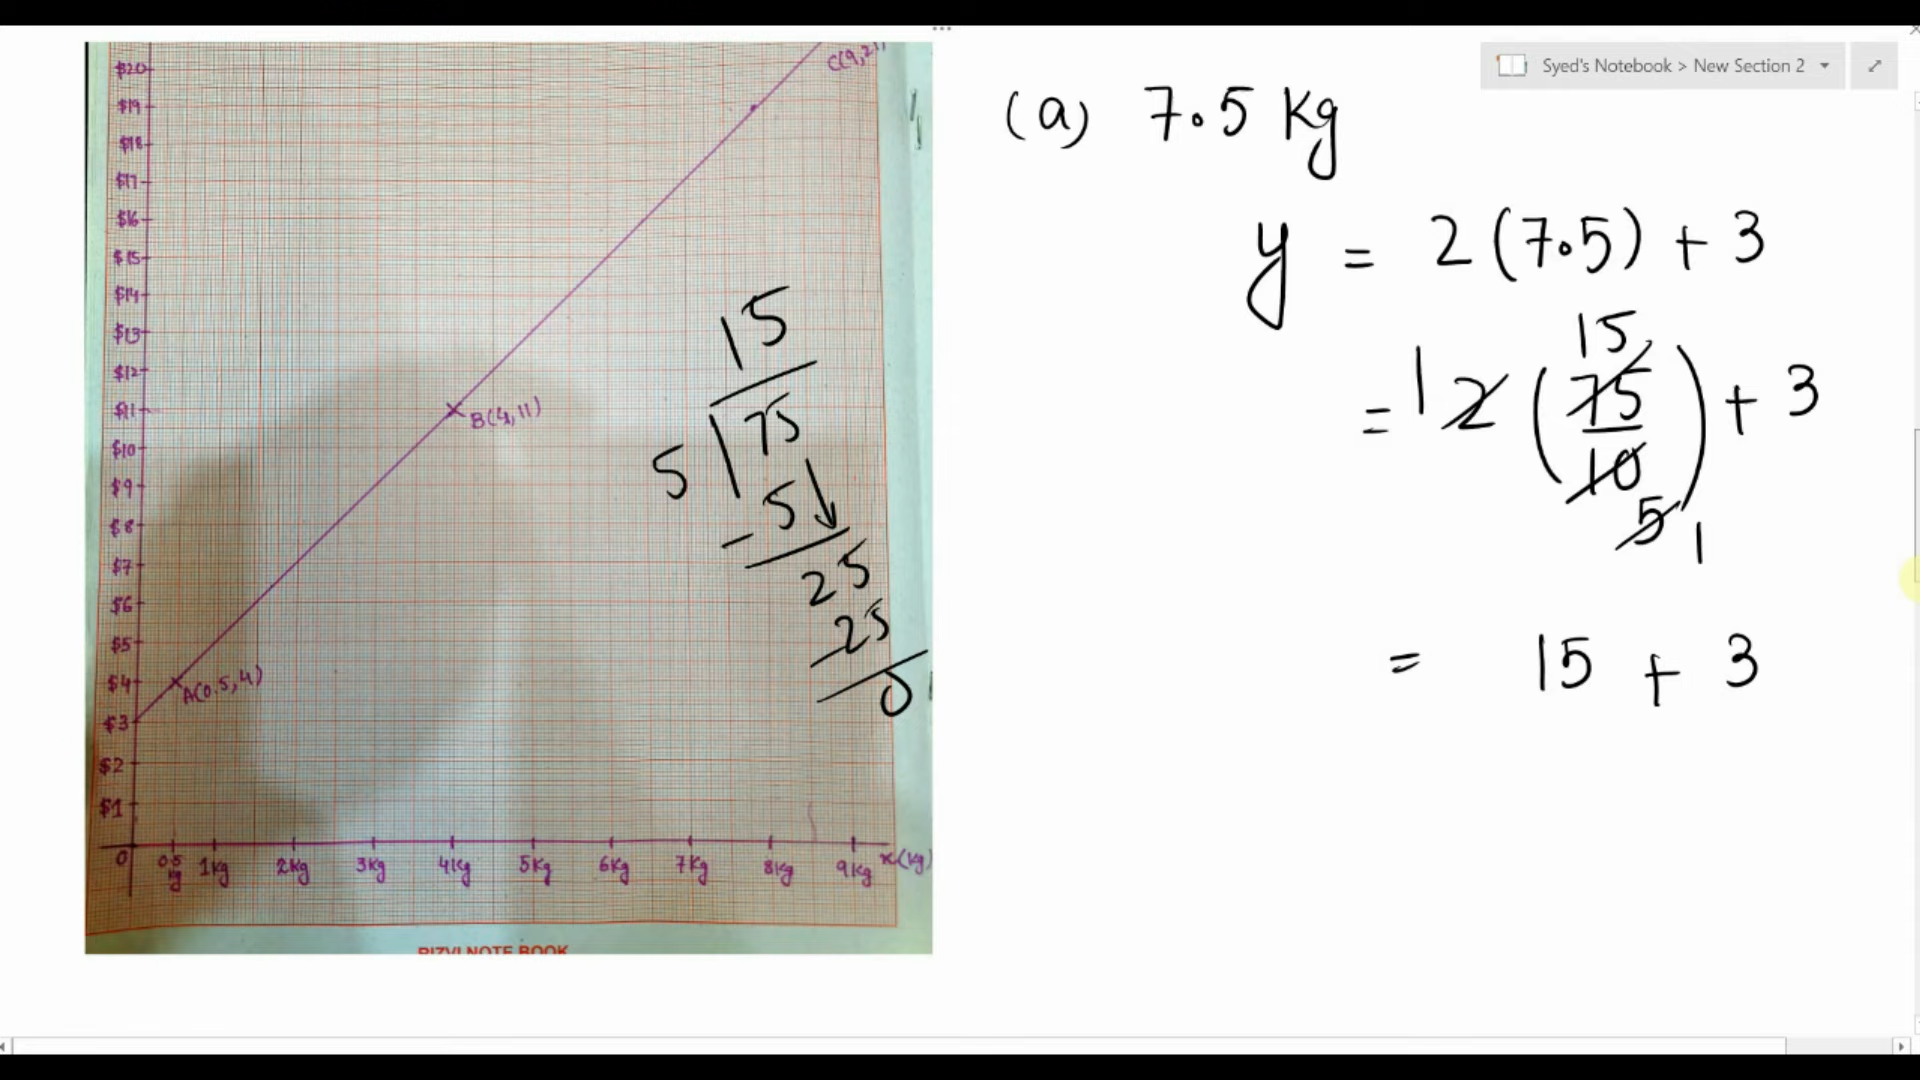 Syed's Notebook > New Section 2
$20
$19
$18
$17
$16
$15
$14
$13
$12
$11
$10
$9
$8
$7
$6
$5
$4
$3
$2
$1
C(9,21)
B(4,11)
A(0.5,4)
0 0.5 kg 1kg 2kg 3kg 4kg 5kg 6kg 7kg 8kg 9kg x(kg)
RIZVI NOTE BOOK
15
5 75
- 5
25
25
0
(a) 7.5 kg
y = 2 (7.5) + 3
15
= 1 2 ( 75 / 10 ) + 3
5 1
= 15 + 3